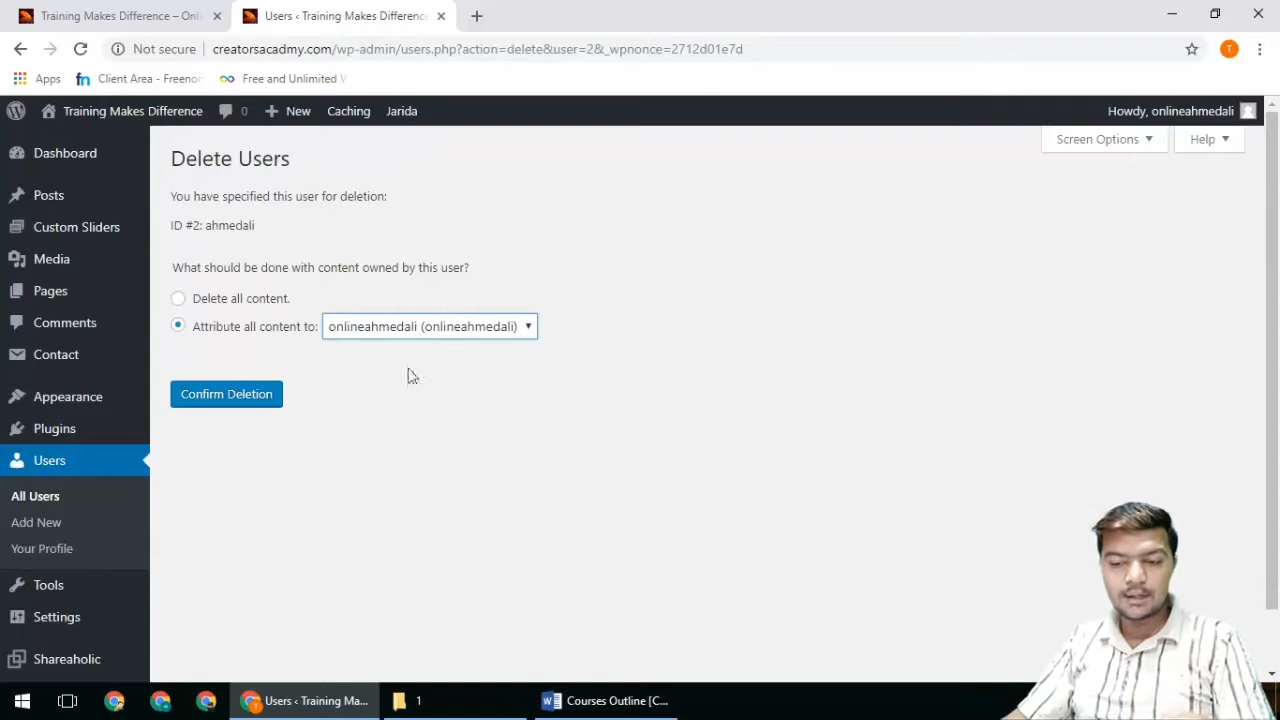 Training Makes Difference – Onli
Users ‹ Training Makes Difference
Not secure
creatorsacadmy.com/wp-admin/users.php?action=delete&user=2&_wpnonce=2712d01e7d
T
Apps
fn
Client Area - Freenor
Free and Unlimited V
Training Makes Difference
0
New
Caching
Jarida
Howdy, onlineahmedali
Screen Options
Help
Dashboard
Posts
Custom Sliders
Media
Pages
Comments
Contact
Appearance
Plugins
Users
All Users
Add New
Your Profile
Tools
Settings
Shareaholic
Delete Users
You have specified this user for deletion:
ID #2: ahmedali
What should be done with content owned by this user?
Delete all content.
Attribute all content to: onlineahmedali (onlineahmedali)
Confirm Deletion
Users ‹ Training Ma...
1
Courses Outline [C...